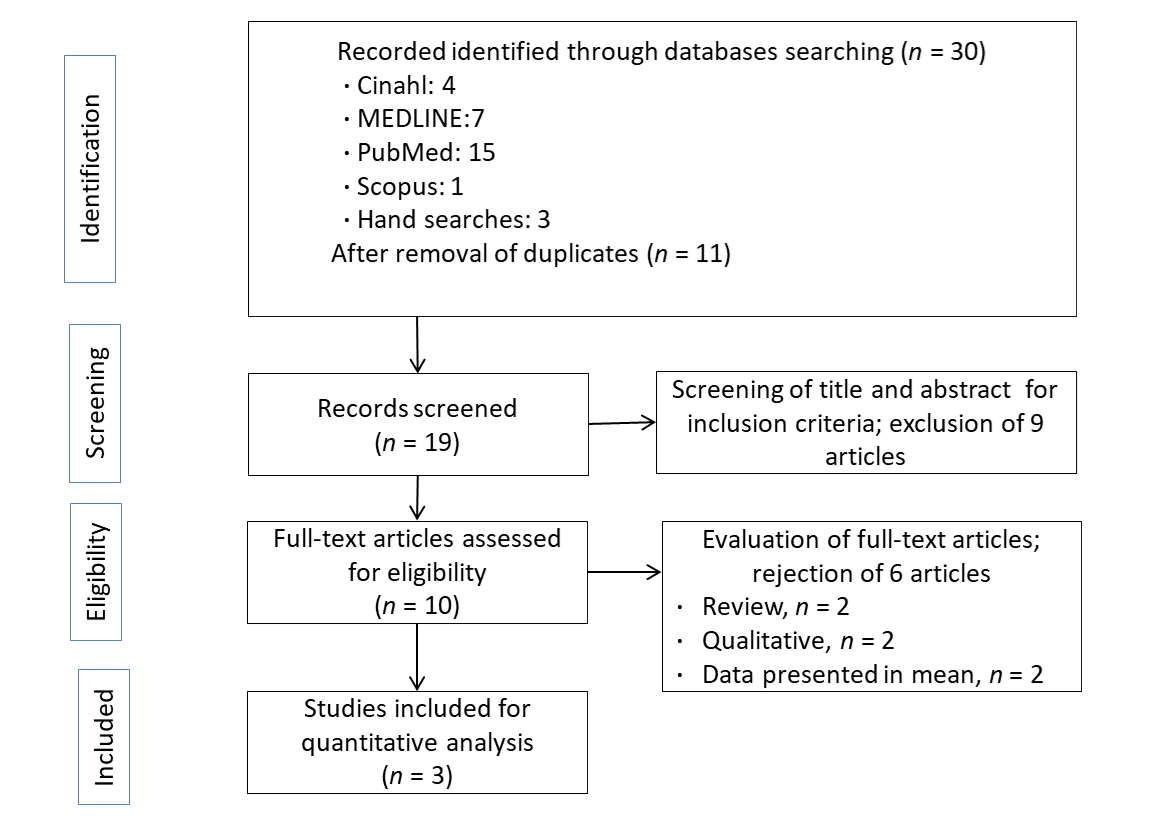 Identification
Recorded identified through databases searching (n = 30)
· Cinahl: 4
· MEDLINE:7
· PubMed: 15
· Scopus: 1
· Hand searches: 3
After removal of duplicates (n = 11)
Screening
Records screened
(n = 19)
Screening of title and abstract for
inclusion criteria; exclusion of 9
articles
Eligibility
Full-text articles assessed
for eligibility
(n = 10)
Evaluation of full-text articles;
rejection of 6 articles
· Review, n = 2
· Qualitative, n = 2
· Data presented in mean, n = 2
Included
Studies included for
quantitative analysis
(n = 3)